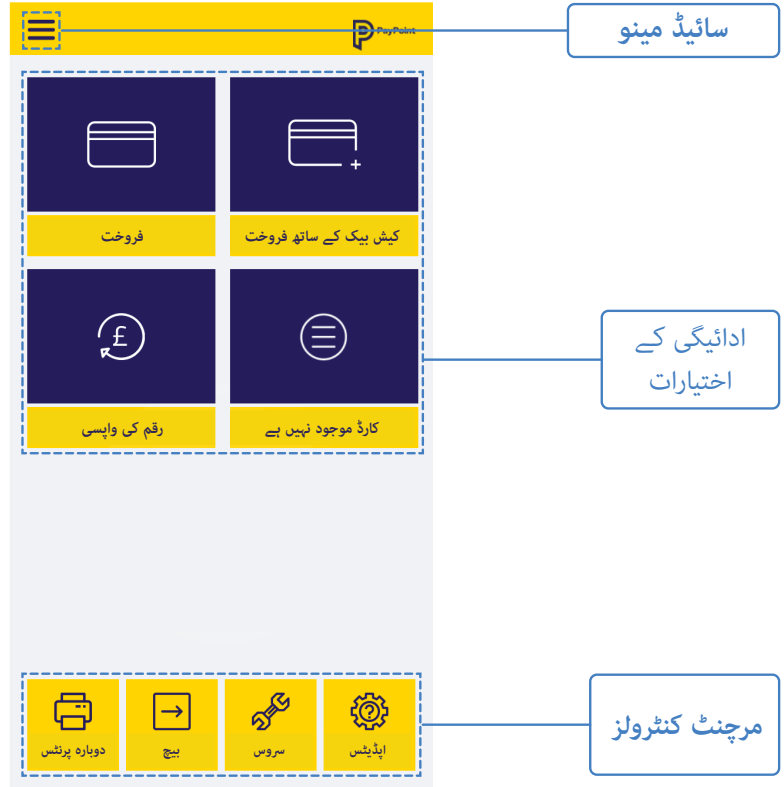 PayPoint
سائیڈ مینو
فروخت
کیش بیک کے ساتھ فروخت
رقم کی واپسی
کارڈ موجود نہیں ہے
ادائیگی کے
اختیارات
دوبارہ پرنٹس
بیچ
سروس
اپڈیٹس
مرچنٹ کنٹرولز